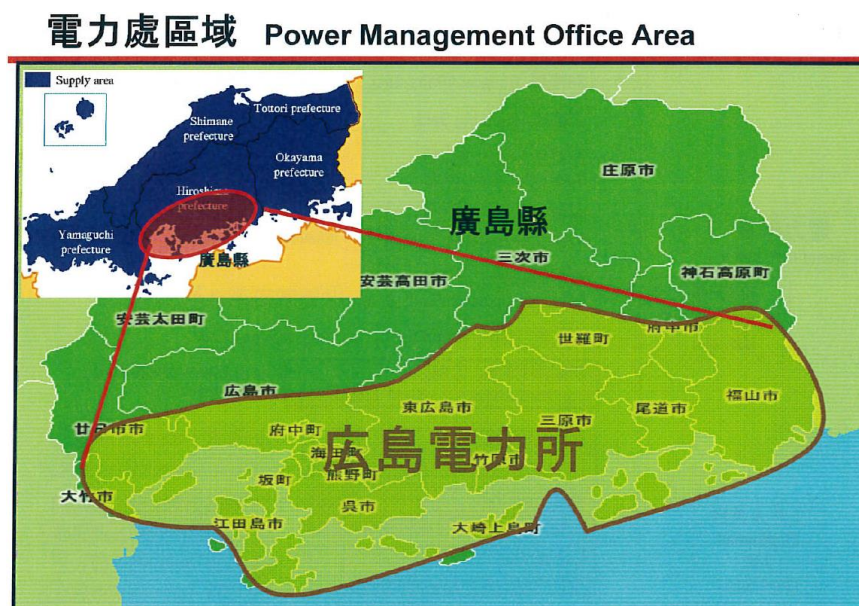 電力處區域 Power Management Office Area
Supply area
Tottori prefecture
Shimane prefecture
Okayama prefecture
Hiroshima prefecture
Yamaguchi prefecture
廣島縣
廣島縣
庄原市
三次市
神石高原町
安芸高田市
安芸太田町
世羅町
府中市
広島市
東広島市
福山市
尾道市
三原市
廿日市市
府中町
海田町
広島電力所
竹原市
坂町
熊野町
大竹市
呉市
江田島市
大崎上島町